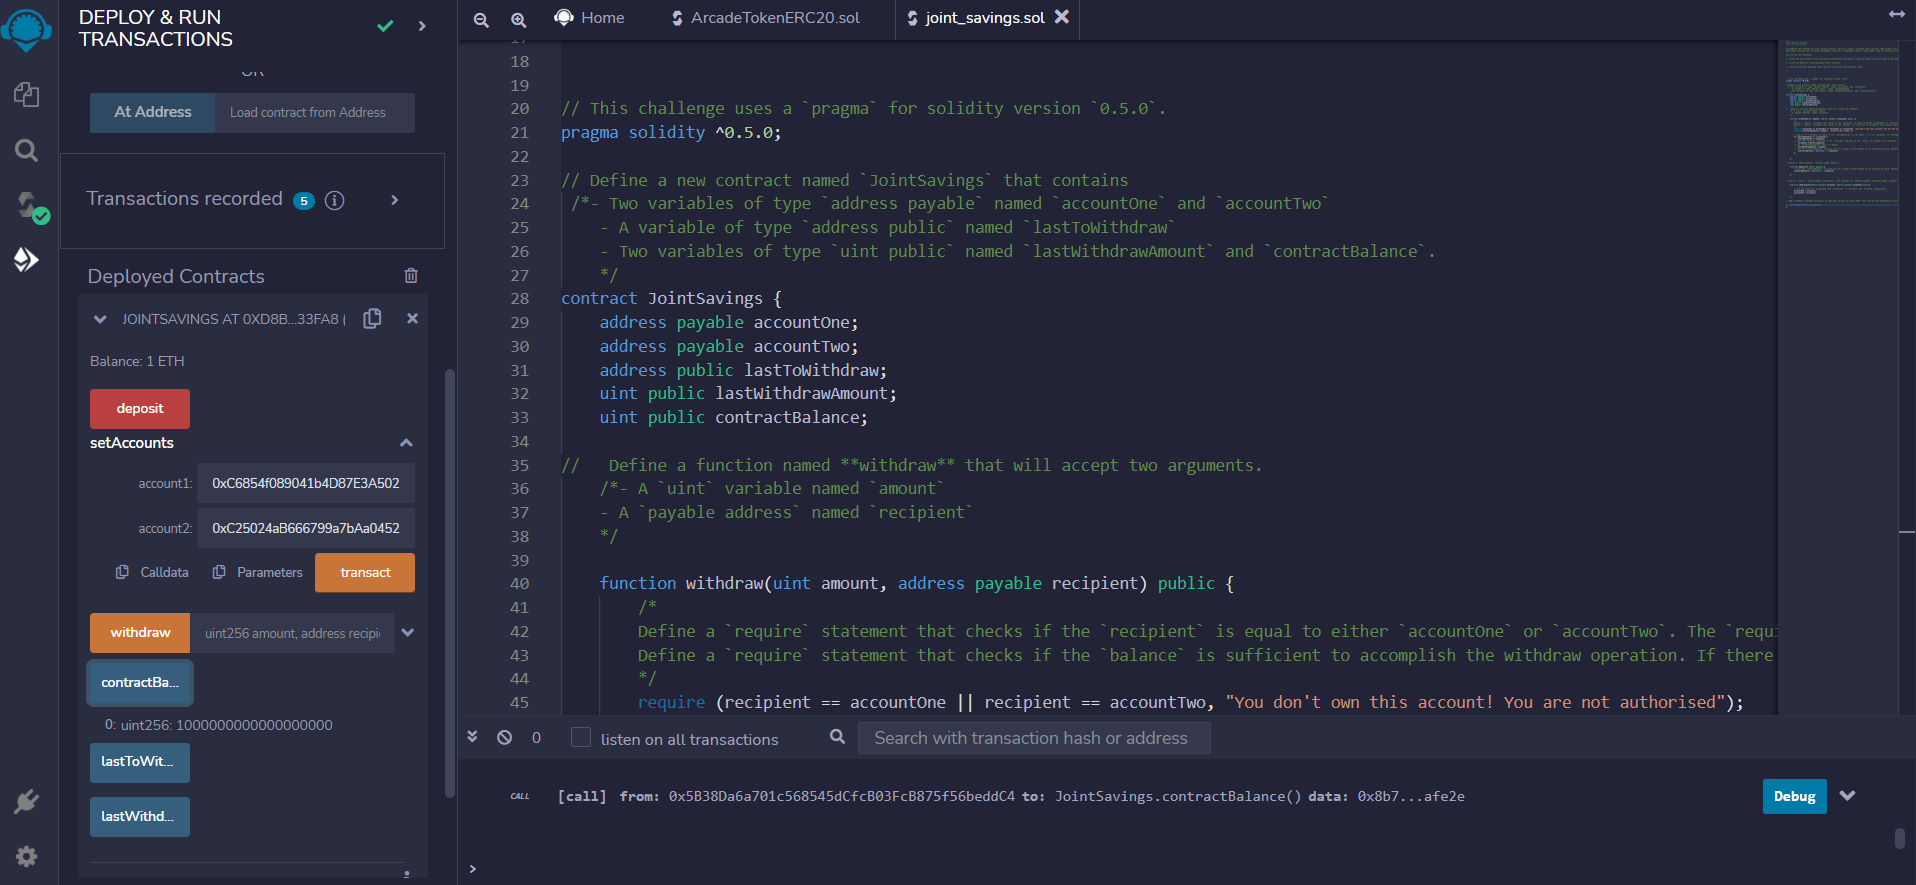 DEPLOY & RUN
TRANSACTIONS
OR
At Address
Load contract from Address
Transactions recorded 5
Deployed Contracts
JOINTSAVINGS AT 0XD8B...33FA8 (
Balance: 1 ETH
deposit
setAccounts
account1: 0xC6854f089041b4D87E3A502
account2: 0xC25024aB666799a7bAa0452
Calldata Parameters transact
withdraw uint256 amount, address recipi
contractBa...
0: uint256: 1000000000000000000
lastToWit...
lastWithd...
Home ArcadeTokenERC20.sol joint_savings.sol
17
18
19
20 // This challenge uses a `pragma` for solidity version `0.5.0`.
21 pragma solidity ^0.5.0;
22
23 // Define a new contract named `JointSavings` that contains
24 /*- Two variables of type `address payable` named `accountOne` and `accountTwo`
25 - A variable of type `address public` named `lastToWithdraw`
26 - Two variables of type `uint public` named `lastWithdrawAmount` and `contractBalance`.
27 */
28 contract JointSavings {
29 address payable accountOne;
30 address payable accountTwo;
31 address public lastToWithdraw;
32 uint public lastWithdrawAmount;
33 uint public contractBalance;
34
35 // Define a function named **withdraw** that will accept two arguments.
36 /*- A `uint` variable named `amount`
37 - A `payable address` named `recipient`
38 */
39
40 function withdraw(uint amount, address payable recipient) public {
41 /*
42 Define a `require` statement that checks if the `recipient` is equal to either `accountOne` or `accountTwo`. The `requi
43 Define a `require` statement that checks if the `balance` is sufficient to accomplish the withdraw operation. If there
44 */
45 require (recipient == accountOne || recipient == accountTwo, "You don't own this account! You are not authorised");
0 listen on all transactions Search with transaction hash or address
CALL [call] from: 0x5B38Da6a701c568545dCfcB03FcB875f56beddC4 to: JointSavings.contractBalance() data: 0x8b7...afe2e Debug
>